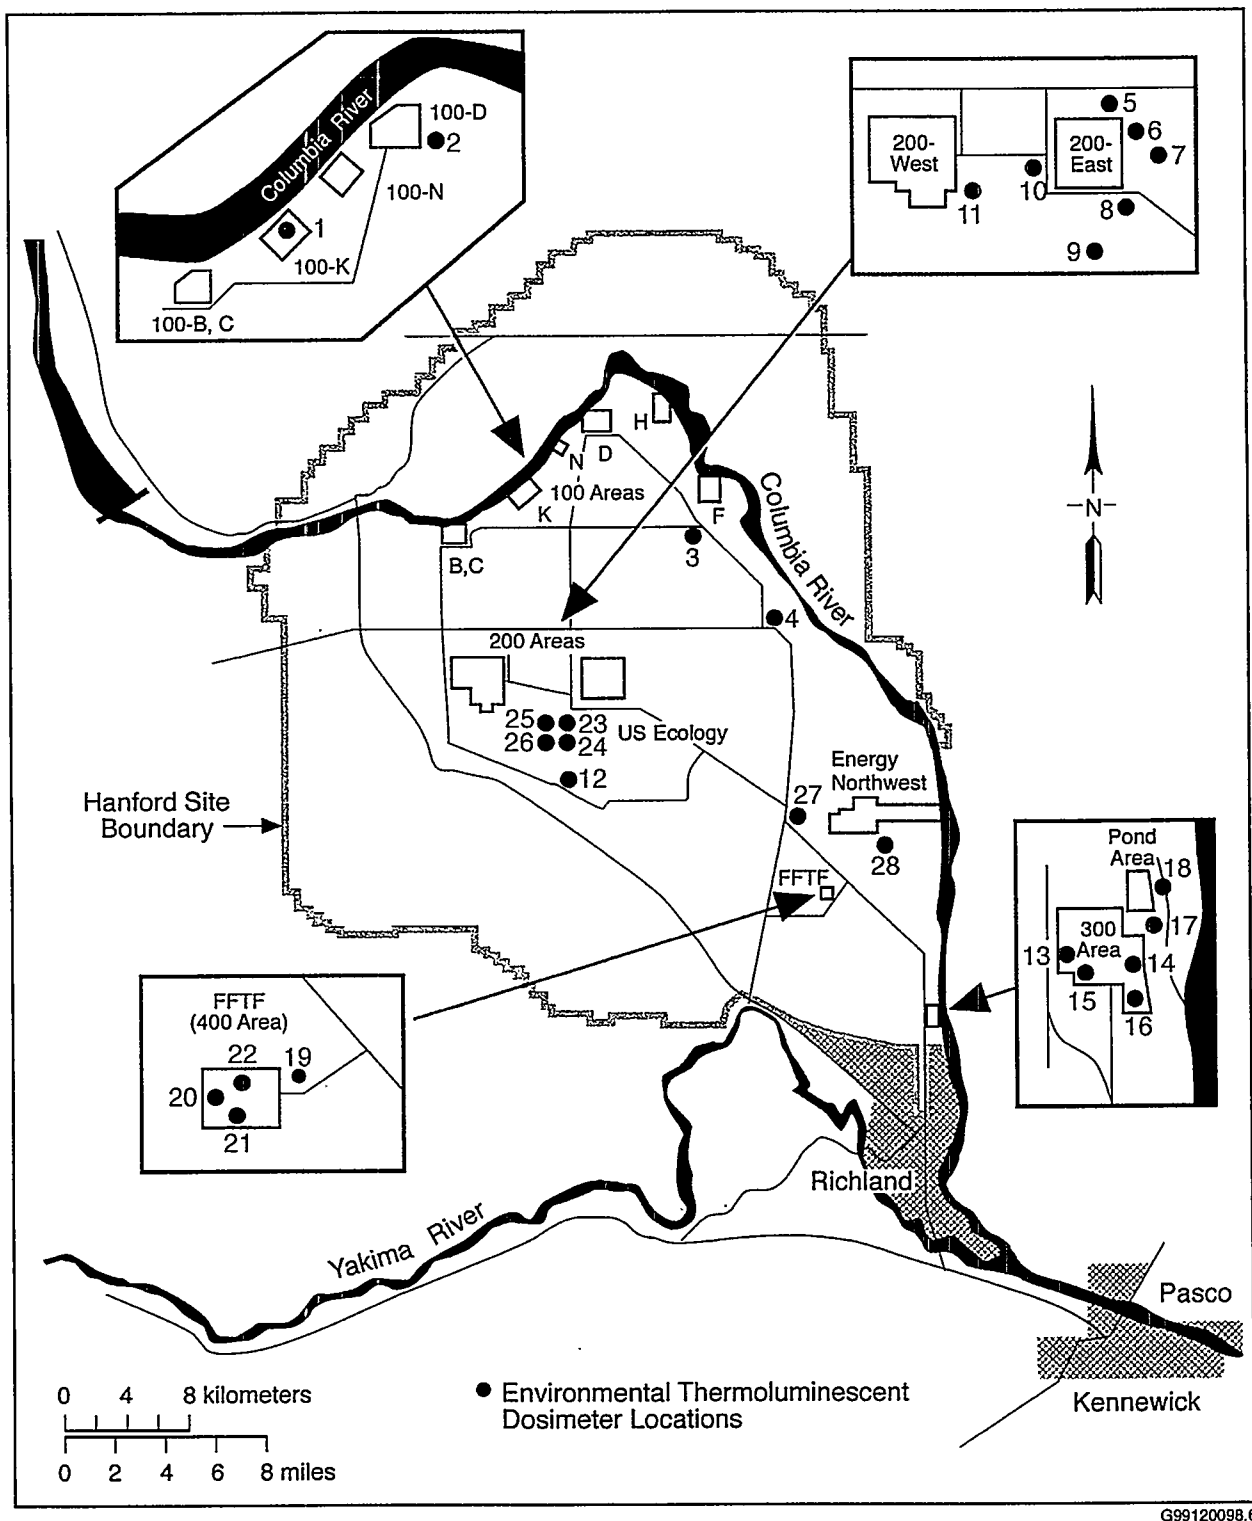 Columbia River
100-D
2
100-N
1
100-K
100-B, C
5
200-
West
200-
East
6
7
10
11
8
9
H
D
N
100 Areas
K
F
B,C
3
Columbia River
N
4
200 Areas
25
23
26
24
US Ecology
12
Energy
Northwest
27
28
Hanford Site
Boundary
FFTF
Pond
Area
18
17
300
Area
13
14
15
16
FFTF
(400 Area)
22
19
20
21
Richland
Yakima River
Pasco
Kennewick
0 4 8 kilometers
0 2 4 6 8 miles
Environmental Thermoluminescent
Dosimeter Locations
G99120098.6